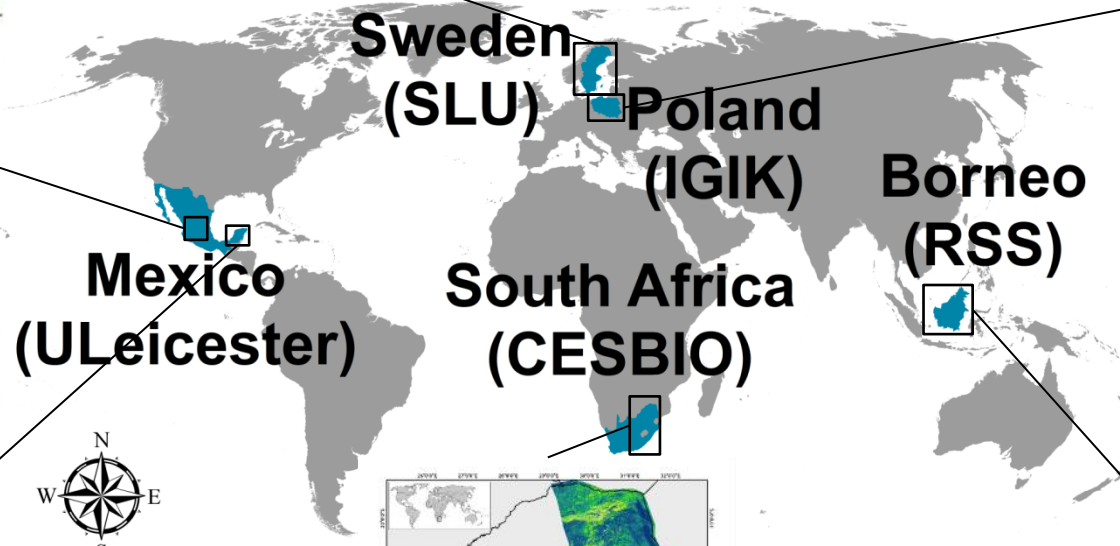 Sweden
(SLU)
Poland
(IGIK)
Borneo
(RSS)
Mexico
(ULeicester)
South Africa
(CESBIO)
N
W
E